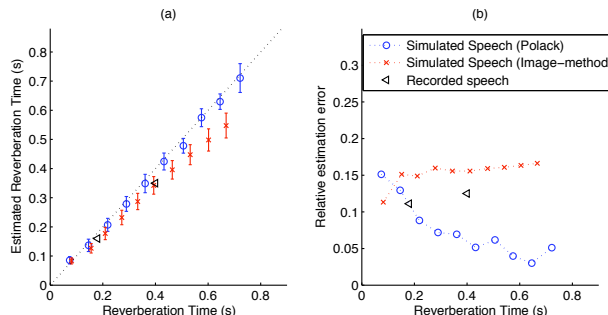 (a)
Estimated Reverberation Time (s)
0.8
0.7
0.6
0.5
0.4
0.3
0.2
0.1
0
0 0.2 0.4 0.6 0.8
Reverberation Time (s)
(b)
Simulated Speech (Polack)
Simulated Speech (Image-method)
Recorded speech
Relative estimation error
0.3
0.25
0.2
0.15
0.1
0.05
0
0 0.2 0.4 0.6 0.8
Reverberation Time (s)